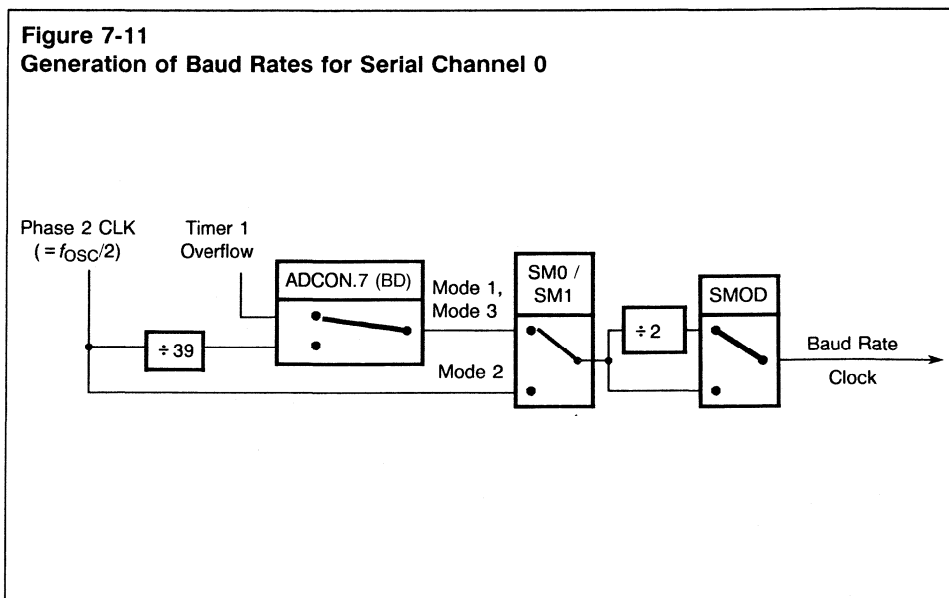 Figure 7-11
Generation of Baud Rates for Serial Channel 0
Phase 2 CLK
( = fOSC/2)
Timer 1
Overflow
ADCON.7 (BD)
Mode 1,
Mode 3
SM0 /
SM1
SMOD
÷ 39
÷ 2
Mode 2
Baud Rate
Clock